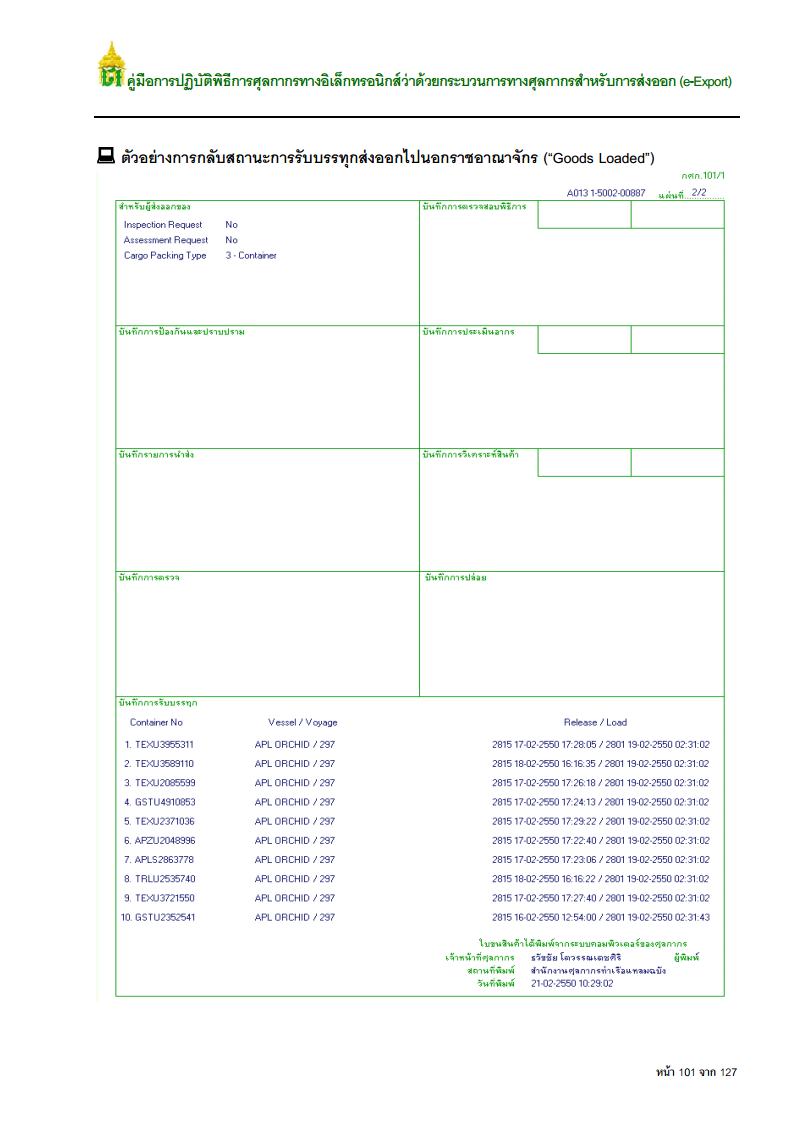 คู่มือการปฏิบัติพิธีการศุลกากรทางอิเล็กทรอนิกส์ว่าด้วยกระบวนการทางศุลกากรสำหรับการส่งออก (e-Export)
ตัวอย่างการกลับสถานะการรับบรรทุกส่งออกไปนอกราชอาณาจักร (“Goods Loaded”)
กศก.101/1
A013 1-5002-00887 แผ่นที่ 2/2
สำหรับผู้ส่งออกของ บันทึกการตรวจสอบพิธีการ
Inspection Request No
Assessment Request No
Cargo Packing Type 3 - Container
บันทึกการป้องกันและปราบปราม บันทึกการประเมินอากร
บันทึกรายการนำส่ง บันทึกการวิเคราะห์สินค้า
บันทึกการตรวจ บันทึกการปล่อย
บันทึกการรับบรรทุก
Container No Vessel / Voyage Release / Load
1. TEXU3955311 APL ORCHID / 297 2815 17-02-2550 17:28:05 / 2801 19-02-2550 02:31:02
2. TEXU3589110 APL ORCHID / 297 2815 18-02-2550 16:16:35 / 2801 19-02-2550 02:31:02
3. TEXU2085599 APL ORCHID / 297 2815 17-02-2550 17:26:18 / 2801 19-02-2550 02:31:02
4. GSTU4910853 APL ORCHID / 297 2815 17-02-2550 17:24:13 / 2801 19-02-2550 02:31:02
5. TEXU2371036 APL ORCHID / 297 2815 17-02-2550 17:29:22 / 2801 19-02-2550 02:31:02
6. APZU2048996 APL ORCHID / 297 2815 17-02-2550 17:22:40 / 2801 19-02-2550 02:31:02
7. APLS2863778 APL ORCHID / 297 2815 17-02-2550 17:23:06 / 2801 19-02-2550 02:31:02
8. TRLU2535740 APL ORCHID / 297 2815 18-02-2550 16:16:22 / 2801 19-02-2550 02:31:02
9. TEXU3721550 APL ORCHID / 297 2815 17-02-2550 17:27:40 / 2801 19-02-2550 02:31:02
10. GSTU2352541 APL ORCHID / 297 2815 16-02-2550 12:54:00 / 2801 19-02-2550 02:31:43
ใบขนสินค้าได้พิมพ์จากระบบคอมพิวเตอร์ของศุลกากร
เจ้าหน้าที่ศุลกากร ธวัชชัย โตวรรณเตชศิริ ผู้พิมพ์
สถานที่พิมพ์ สำนักงานศุลกากรท่าเรือแหลมฉบัง
วันที่พิมพ์ 21-02-2550 10:29:02
หน้า 101 จาก 127